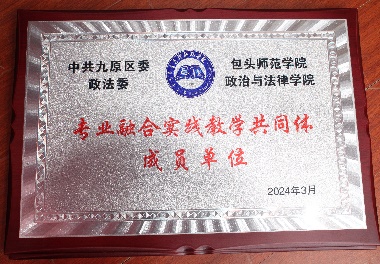 中共九原区委
政法委
包头师范学院
政治与法律学院
专业融合实践教学共同体
成员单位
2024年3月